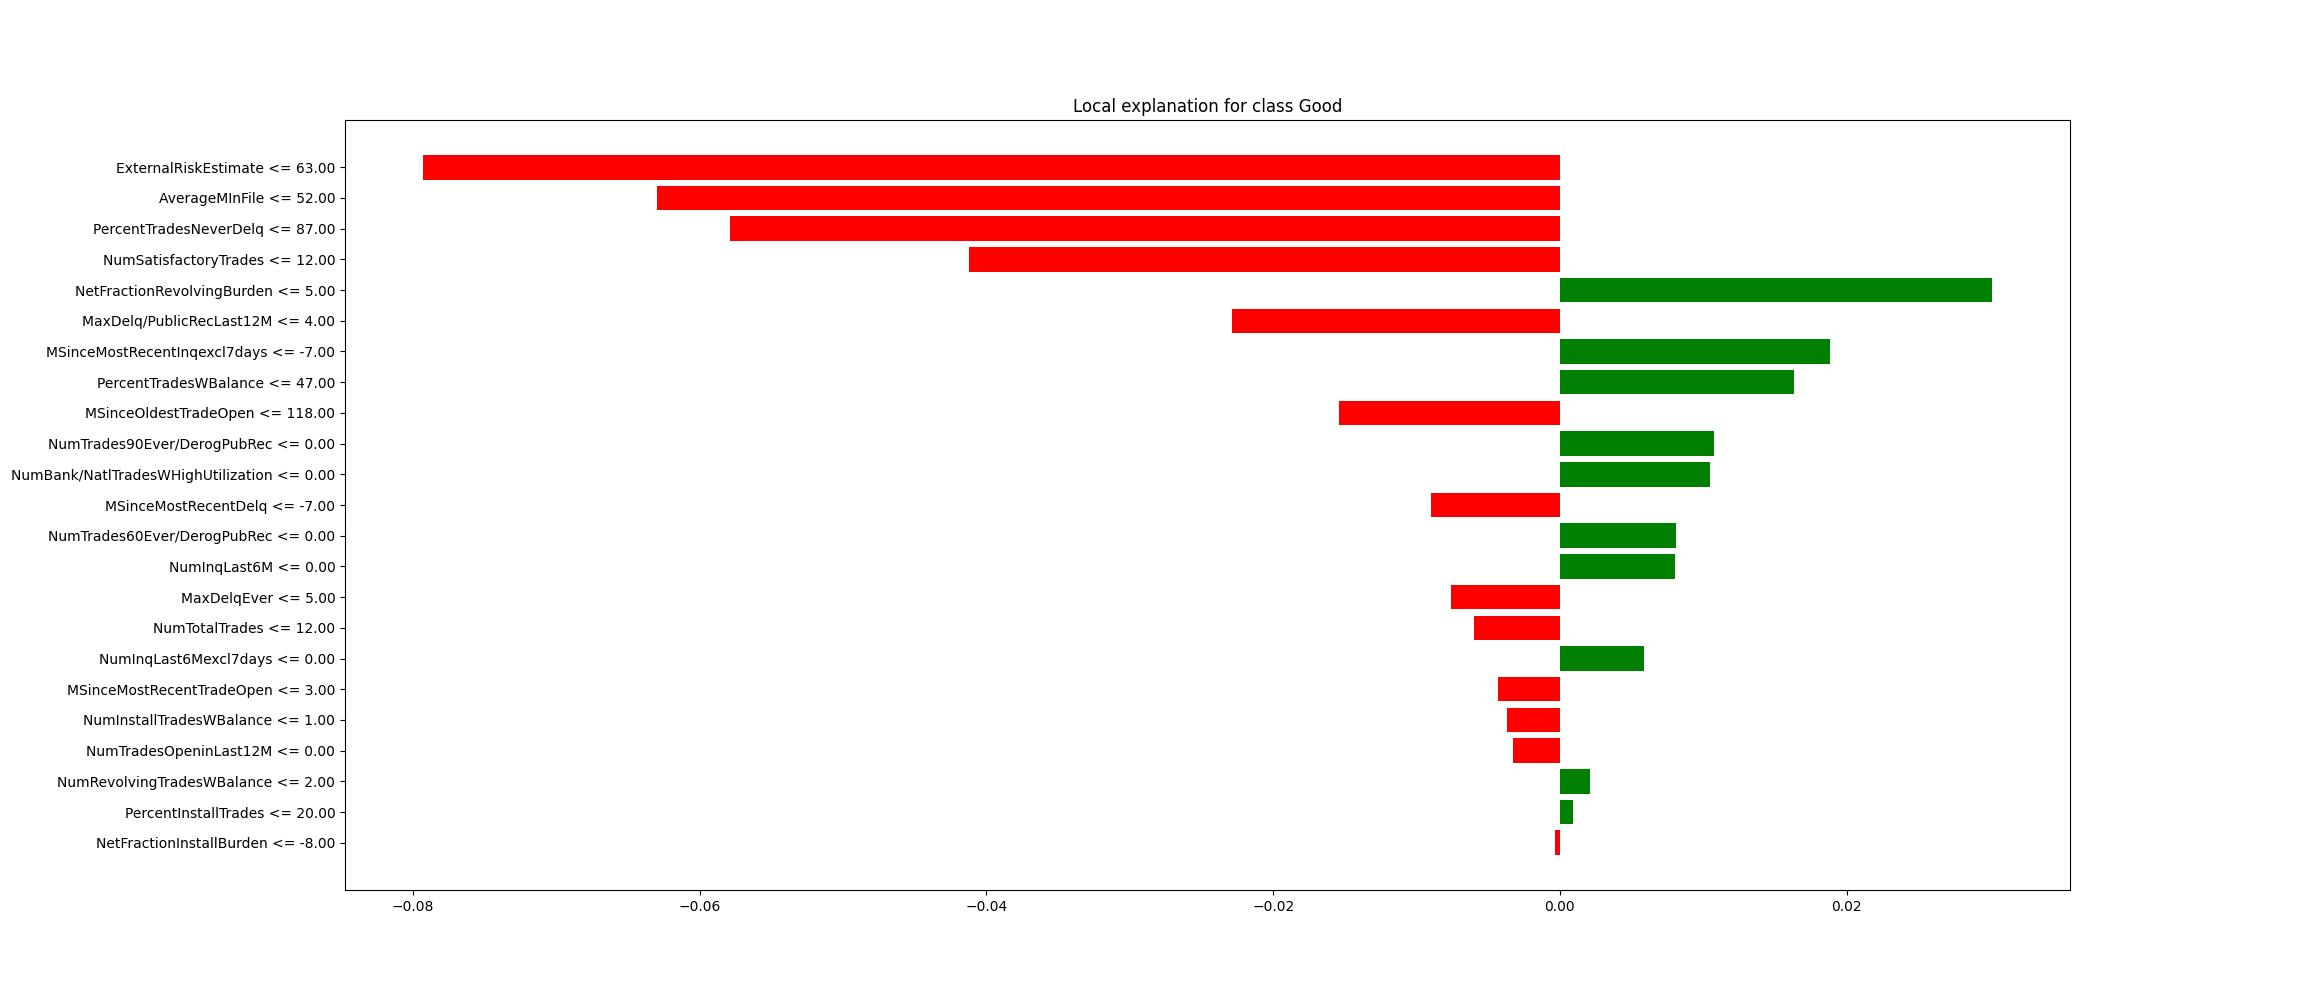 Local explanation for class Good
ExternalRiskEstimate <= 63.00
AverageMInFile <= 52.00
PercentTradesNeverDelq <= 87.00
NumSatisfactoryTrades <= 12.00
NetFractionRevolvingBurden <= 5.00
MaxDelq/PublicRecLast12M <= 4.00
MSinceMostRecentInqexcl7days <= -7.00
PercentTradesWBalance <= 47.00
MSinceOldestTradeOpen <= 118.00
NumTrades90Ever/DerogPubRec <= 0.00
NumBank/NatlTradesWHighUtilization <= 0.00
MSinceMostRecentDelq <= -7.00
NumTrades60Ever/DerogPubRec <= 0.00
NumInqLast6M <= 0.00
MaxDelqEver <= 5.00
NumTotalTrades <= 12.00
NumInqLast6Mexcl7days <= 0.00
MSinceMostRecentTradeOpen <= 3.00
NumInstallTradesWBalance <= 1.00
NumTradesOpeninLast12M <= 0.00
NumRevolvingTradesWBalance <= 2.00
PercentInstallTrades <= 20.00
NetFractionInstallBurden <= -8.00
−0.08 −0.06 −0.04 −0.02 0.00 0.02